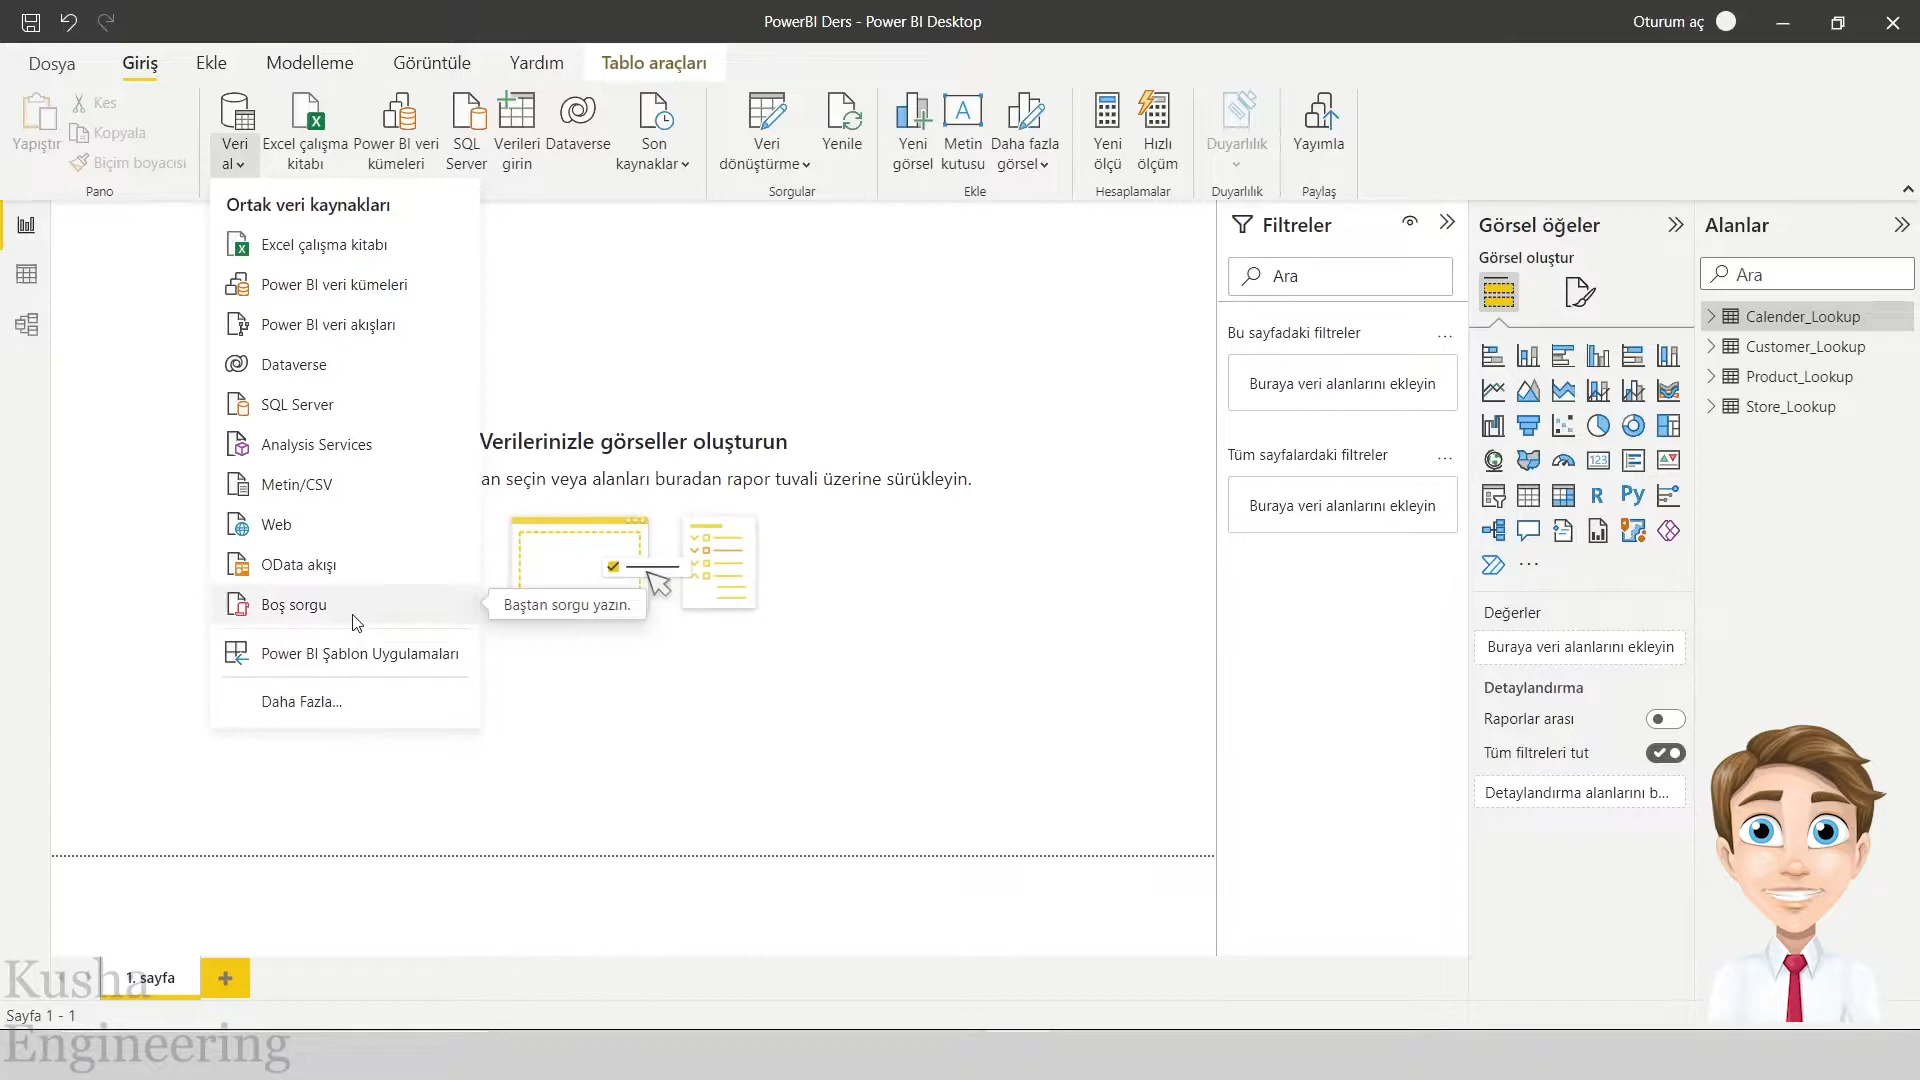 PowerBI Ders - Power BI Desktop
Oturum aç
Dosya
Giriş
Ekle
Modelleme
Görüntüle
Yardım
Tablo araçları
Yapıştır
Kes
Kopyala
Biçim boyacısı
Pano
Veri
al
Excel çalışma
kitabı
Power BI veri
kümeleri
SQL
Server
Verileri
girin
Dataverse
Son
kaynaklar
Veri
dönüştürme
Yenile
Sorgular
Yeni
görsel
Metin
kutusu
Daha fazla
görsel
Ekle
Yeni
ölçü
Hızlı
ölçüm
Hesaplamalar
Duyarlılık
Duyarlılık
Yayımla
Paylaş
Ortak veri kaynakları
Excel çalışma kitabı
Power BI veri kümeleri
Power BI veri akışları
Dataverse
SQL Server
Analysis Services
Metin/CSV
Web
OData akışı
Boş sorgu
Power BI Şablon Uygulamaları
Daha Fazla...
Baştan sorgu yazın.
Verilerinizle görseller oluşturun
an seçin veya alanları buradan rapor tuvali üzerine sürükleyin.
Filtreler
Ara
Bu sayfadaki filtreler
...
Buraya veri alanlarını ekleyin
Tüm sayfalardaki filtreler
...
Buraya veri alanlarını ekleyin
Görsel öğeler
Görsel oluştur
123
R
Py
...
Değerler
Buraya veri alanlarını ekleyin
Detaylandırma
Raporlar arası
Tüm filtreleri tut
Detaylandırma alanlarını b...
Alanlar
Ara
Calender_Lookup
Customer_Lookup
Product_Lookup
Store_Lookup
1. sayfa
Sayfa 1 - 1
Kusha
Engineering